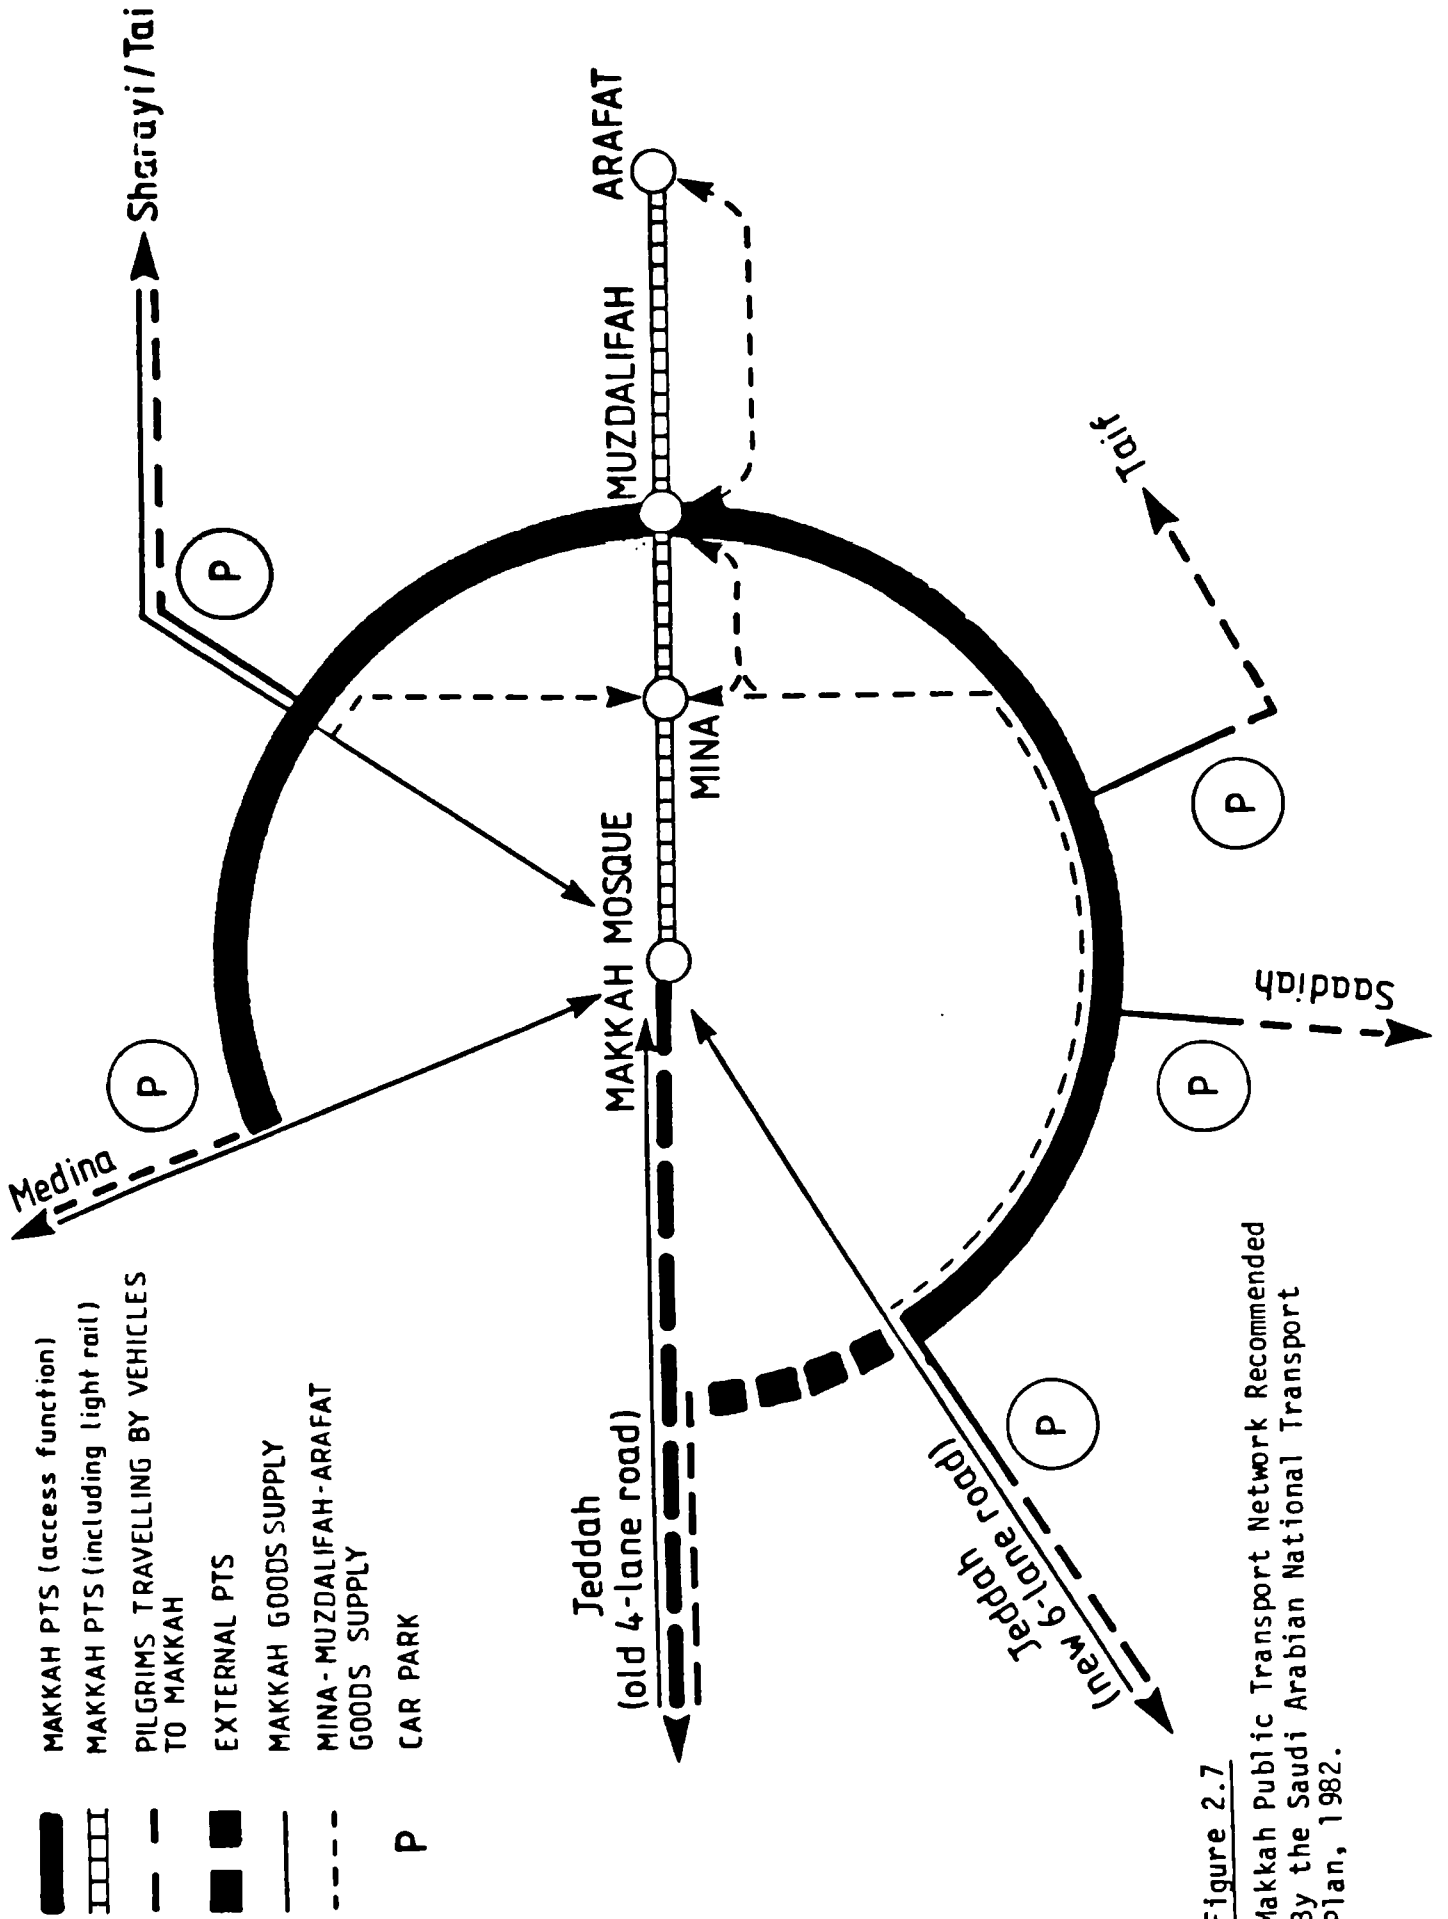 MAKKAH PTS (access function)
MAKKAH PTS (including light rail)
PILGRIMS TRAVELLING BY VEHICLES
TO MAKKAH
EXTERNAL PTS
MAKKAH GOODS SUPPLY
MINA-MUZDALIFAH-ARAFAT
GOODS SUPPLY
P CAR PARK
Medina
P
Sharayi/Tai
P
MAKKAH MOSQUE
MINA
MUZDALIFAH
ARAFAT
Jeddah
(old 4-lane road)
Jeddah
(new 6-lane road)
P
Saadiah
P
Taif
P
Figure 2.7
Makkah Public Transport Network Recommended
By the Saudi Arabian National Transport
Plan, 1982.